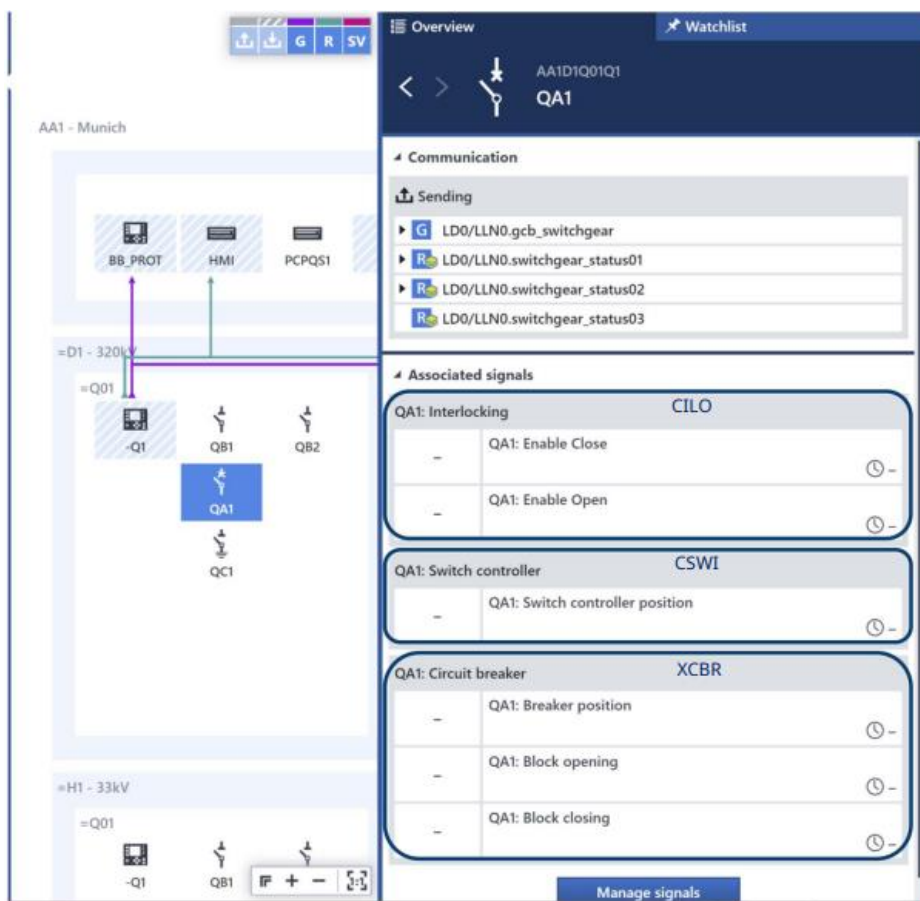 G R SV
AA1 - Munich
BB_PROT HMI PCPQS1
=D1 - 320kV
=Q01
-Q1 QB1 QB2
QA1
QC1
=H1 - 33kV
=Q01
-Q1 QB1
1:1
Overview
Watchlist
AA1D1Q01Q1
QA1
Communication
Sending
G LD0/LLN0.gcb_switchgear
R LD0/LLN0.switchgear_status01
R LD0/LLN0.switchgear_status02
R LD0/LLN0.switchgear_status03
Associated signals
QA1: Interlocking CILO
– QA1: Enable Close
–
– QA1: Enable Open
–
QA1: Switch controller CSWI
– QA1: Switch controller position
–
QA1: Circuit breaker XCBR
– QA1: Breaker position
–
– QA1: Block opening
–
– QA1: Block closing
–
Manage signals